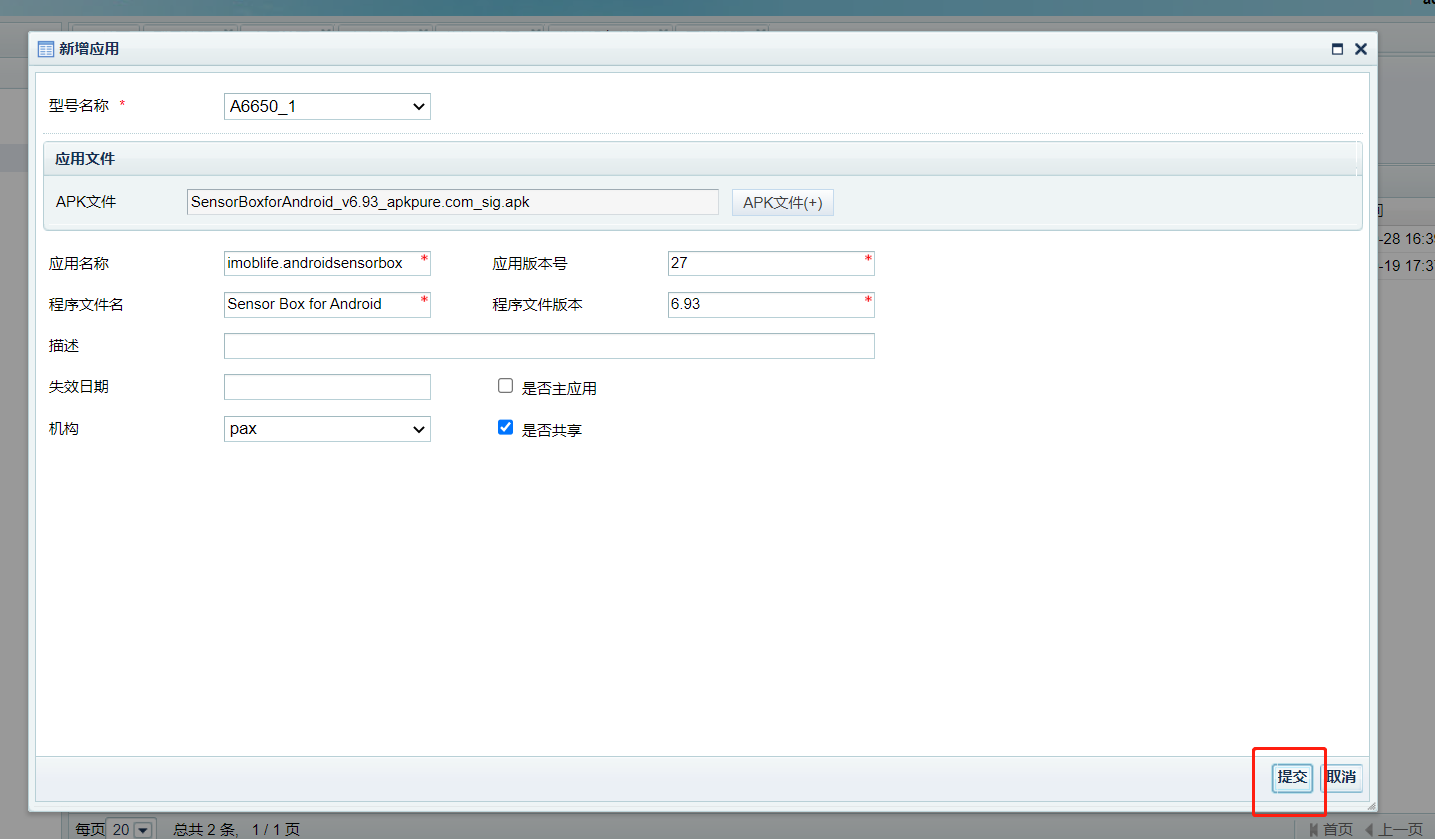 新增应用
型号名称 * A6650_1
应用文件
APK文件 SensorBoxforAndroid_v6.93_apkpure.com_sig.apk APK文件(+)
应用名称 imoblife.androidsensorbox * 应用版本号 27 *
-28 16:39
-19 17:37
程序文件名 Sensor Box for Android * 程序文件版本 6.93 *
描述
失效日期 是否主应用
机构 pax 是否共享
提交 取消
每页 20 总共 2 条, 1 / 1 页 首页 上一页